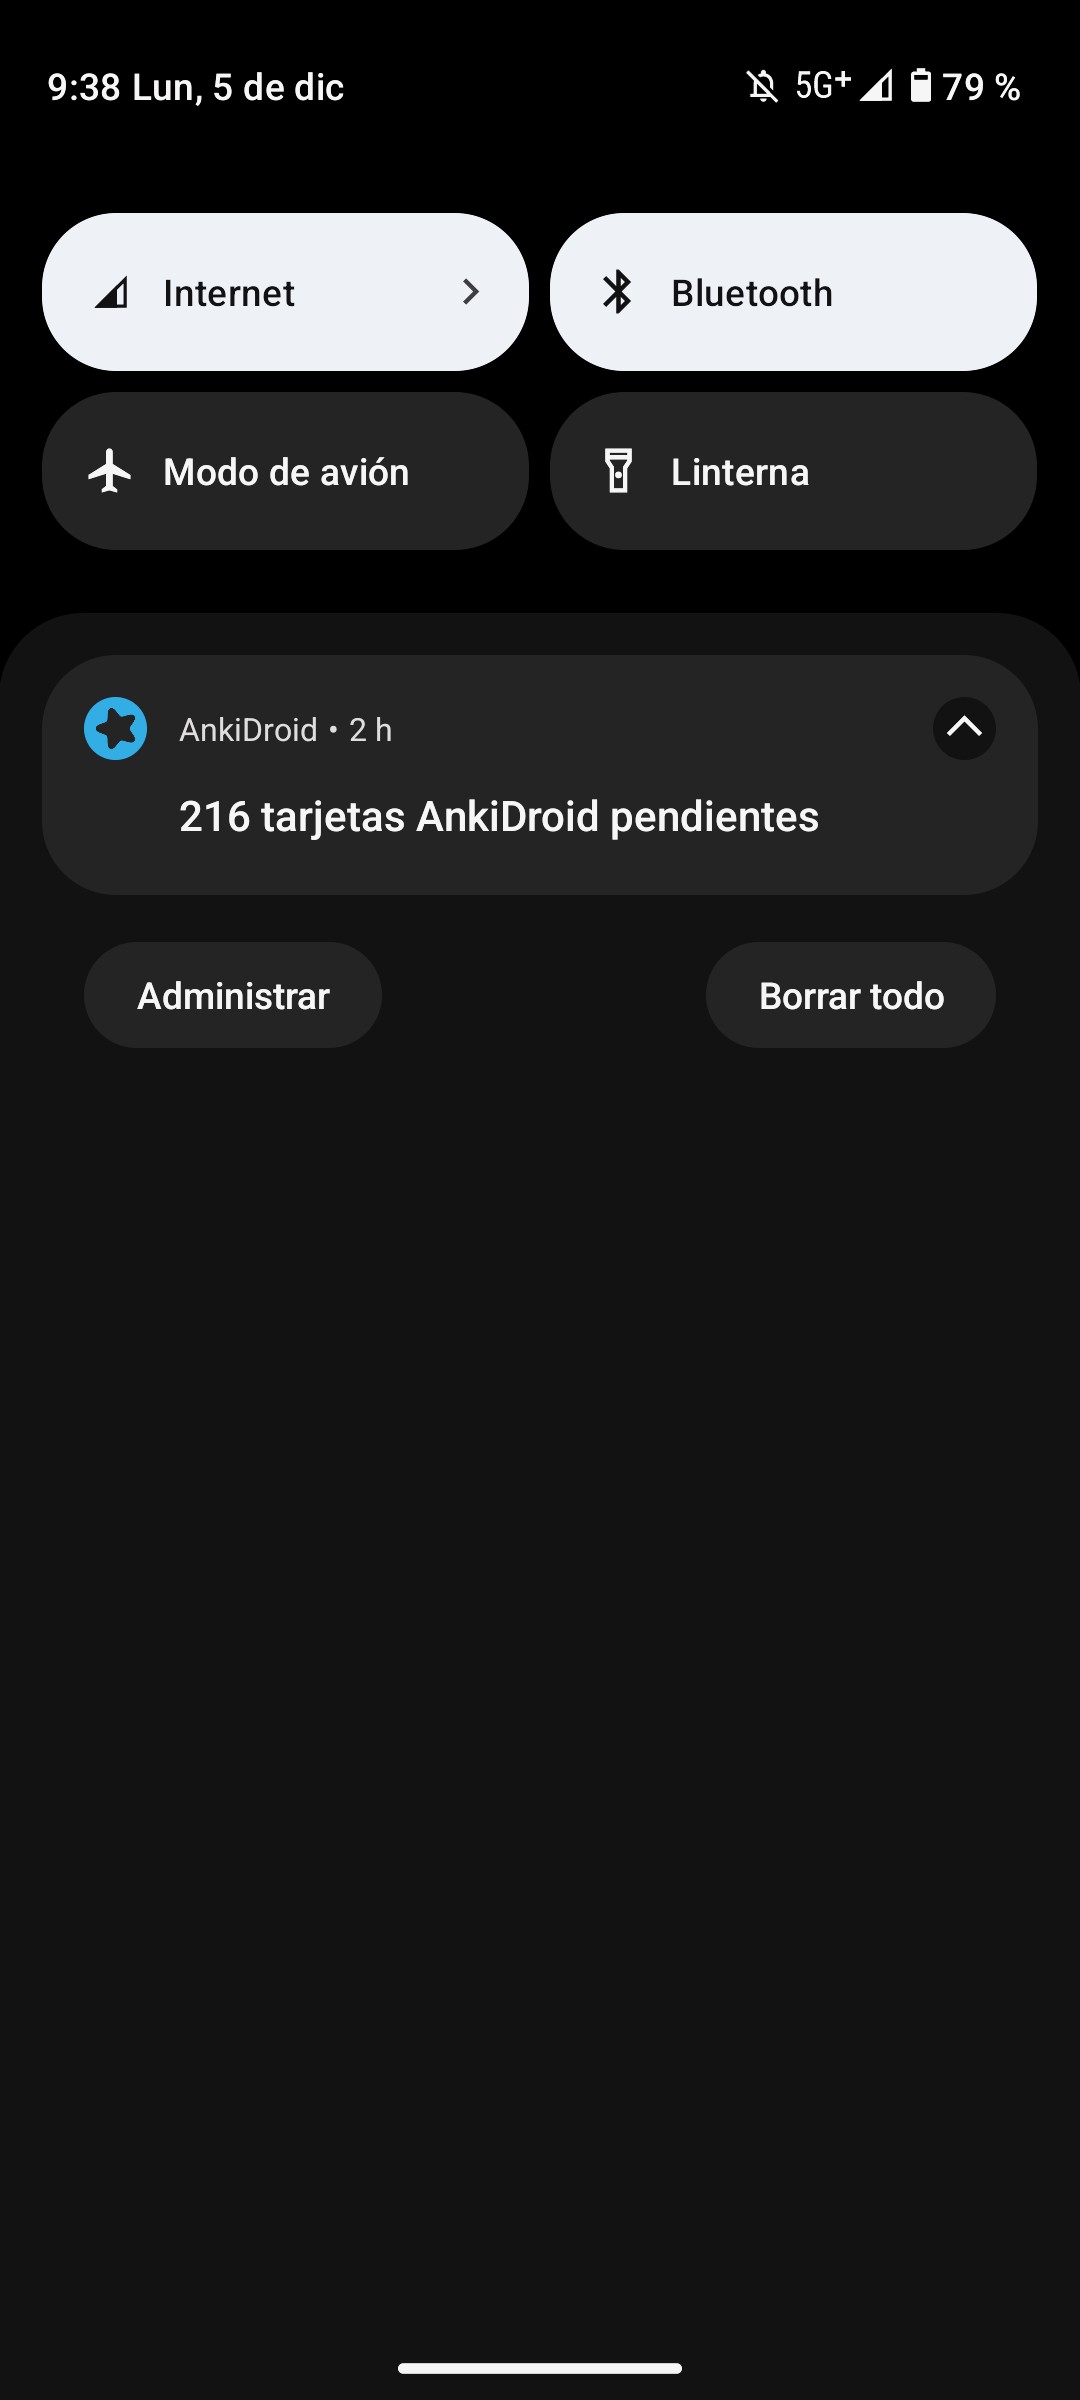 9:38 Lun, 5 de dic 5G+ 79 %
Internet
Bluetooth
Modo de avión
Linterna
AnkiDroid • 2 h
216 tarjetas AnkiDroid pendientes
Administrar
Borrar todo